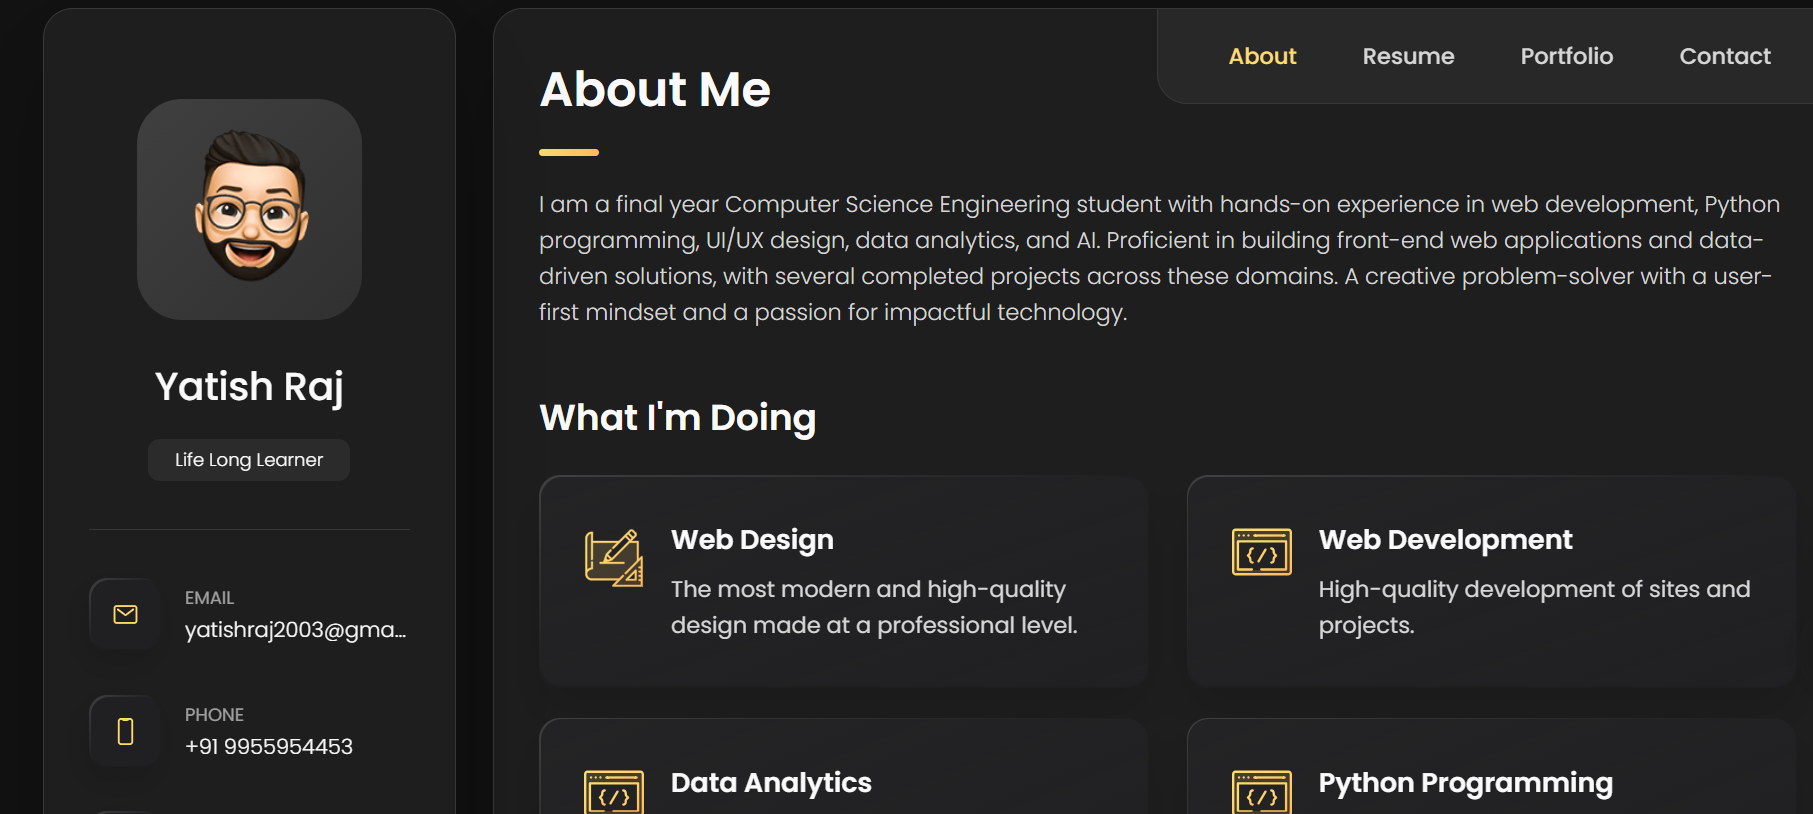 Yatish Raj
Life Long Learner
EMAIL
yatishraj2003@gma...
PHONE
+91 9955954453
About
Resume
Portfolio
Contact
About Me
I am a final year Computer Science Engineering student with hands-on experience in web development, Python
programming, UI/UX design, data analytics, and AI. Proficient in building front-end web applications and data-
driven solutions, with several completed projects across these domains. A creative problem-solver with a user-
first mindset and a passion for impactful technology.
What I'm Doing
Web Design
The most modern and high-quality
design made at a professional level.
Web Development
High-quality development of sites and
projects.
Data Analytics
Python Programming